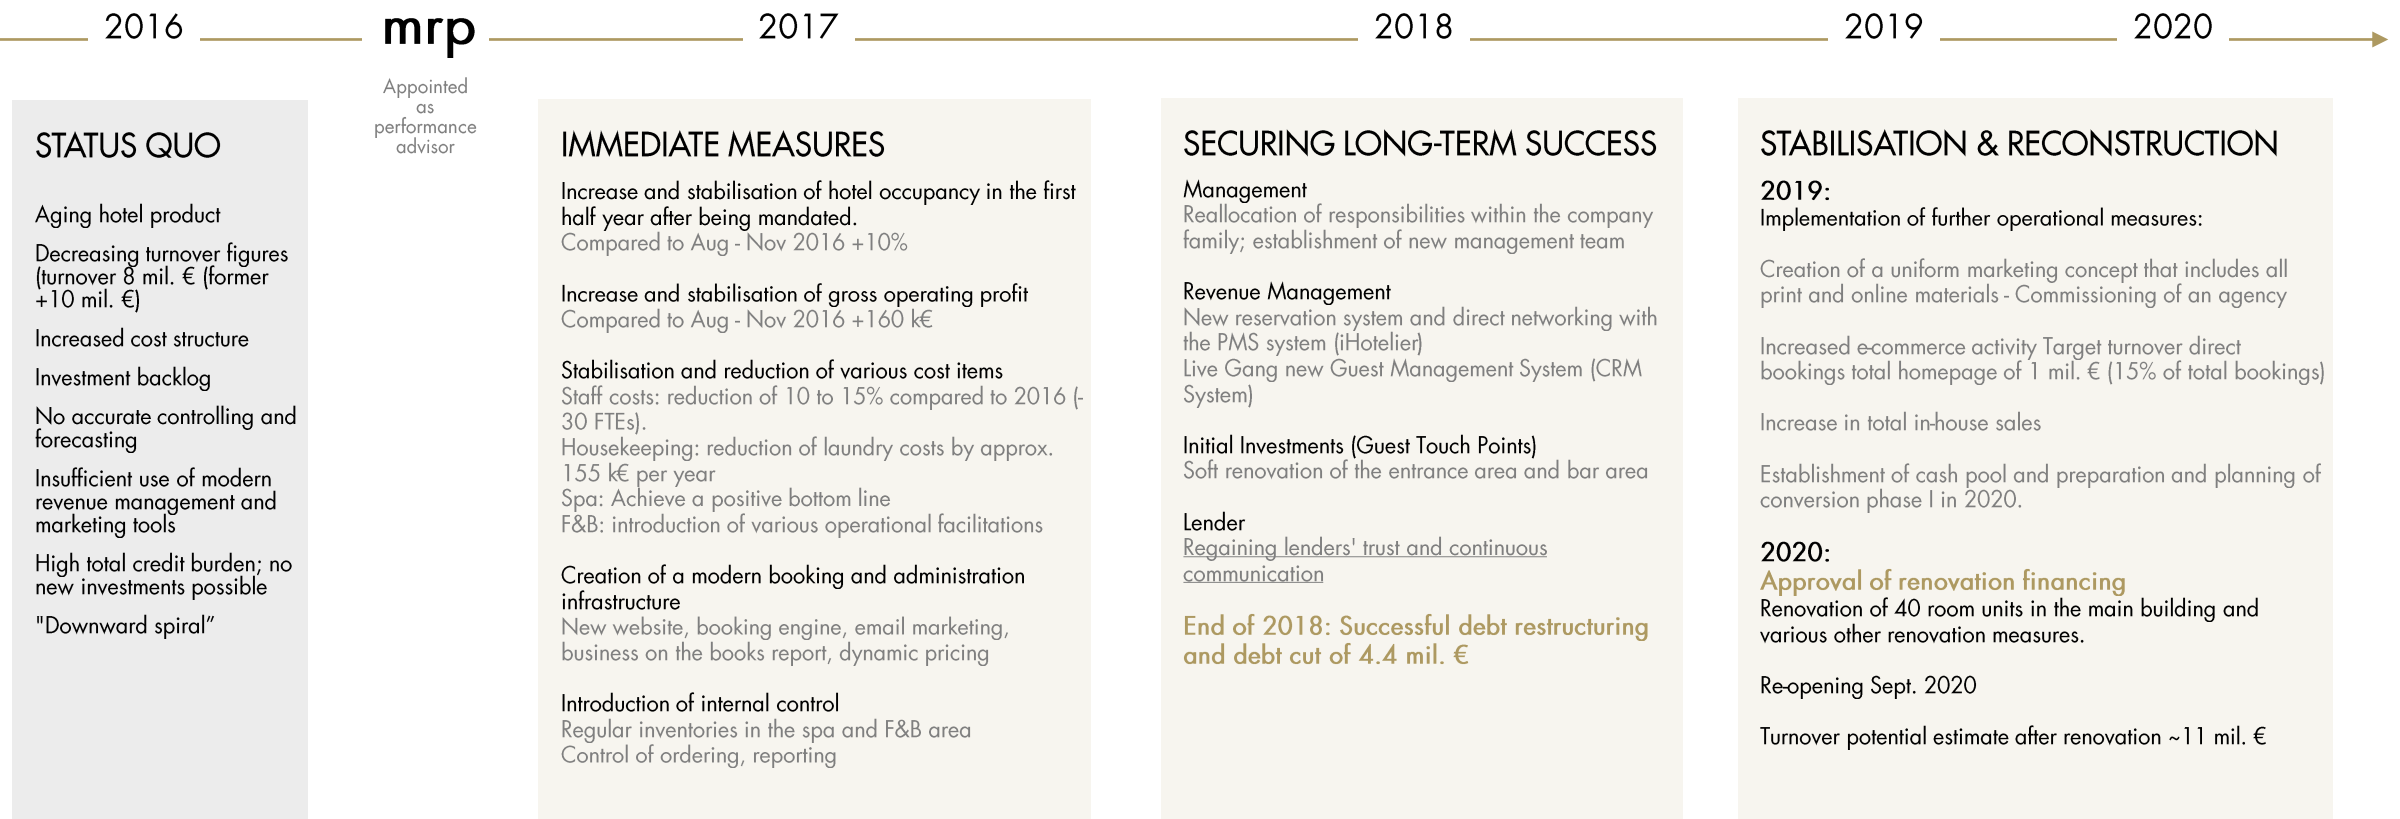 2016
mrp
2017
2018
2019
2020
Appointed
as
performance
advisor
STATUS QUO
Aging hotel product
Decreasing turnover figures
(turnover 8 mil. € (former
+10 mil. €)
Increased cost structure
Investment backlog
No accurate controlling and
forecasting
Insufficient use of modern
revenue management and
marketing tools
High total credit burden; no
new investments possible
"Downward spiral”
IMMEDIATE MEASURES
Increase and stabilisation of hotel occupancy in the first
half year after being mandated.
Compared to Aug - Nov 2016 +10%
Increase and stabilisation of gross operating profit
Compared to Aug - Nov 2016 +160 k€
Stabilisation and reduction of various cost items
Staff costs: reduction of 10 to 15% compared to 2016 (-
30 FTEs).
Housekeeping: reduction of laundry costs by approx.
155 k€ per year
Spa: Achieve a positive bottom line
F&B: introduction of various operational facilitations
Creation of a modern booking and administration
infrastructure
New website, booking engine, email marketing,
business on the books report, dynamic pricing
Introduction of internal control
Regular inventories in the spa and F&B area
Control of ordering, reporting
SECURING LONG-TERM SUCCESS
Management
Reallocation of responsibilities within the company
family; establishment of new management team
Revenue Management
New reservation system and direct networking with
the PMS system (iHotelier)
Live Gang new Guest Management System (CRM
System)
Initial Investments (Guest Touch Points)
Soft renovation of the entrance area and bar area
Lender
Regaining lenders' trust and continuous
communication
End of 2018: Successful debt restructuring
and debt cut of 4.4 mil. €
STABILISATION & RECONSTRUCTION
2019:
Implementation of further operational measures:
Creation of a uniform marketing concept that includes all
print and online materials - Commissioning of an agency
Increased e-commerce activity Target turnover direct
bookings total homepage of 1 mil. € (15% of total bookings)
Increase in total in-house sales
Establishment of cash pool and preparation and planning of
conversion phase I in 2020.
2020:
Approval of renovation financing
Renovation of 40 room units in the main building and
various other renovation measures.
Re-opening Sept. 2020
Turnover potential estimate after renovation ~11 mil. €